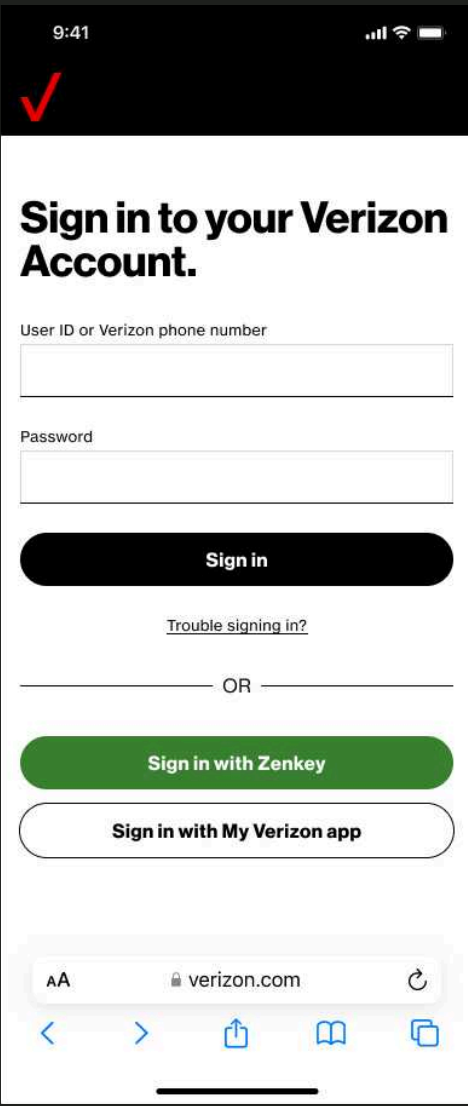 9:41
Sign in to your Verizon
Account.
User ID or Verizon phone number
Password
Sign in
Trouble signing in?
OR
Sign in with Zenkey
Sign in with My Verizon app
AA
verizon.com